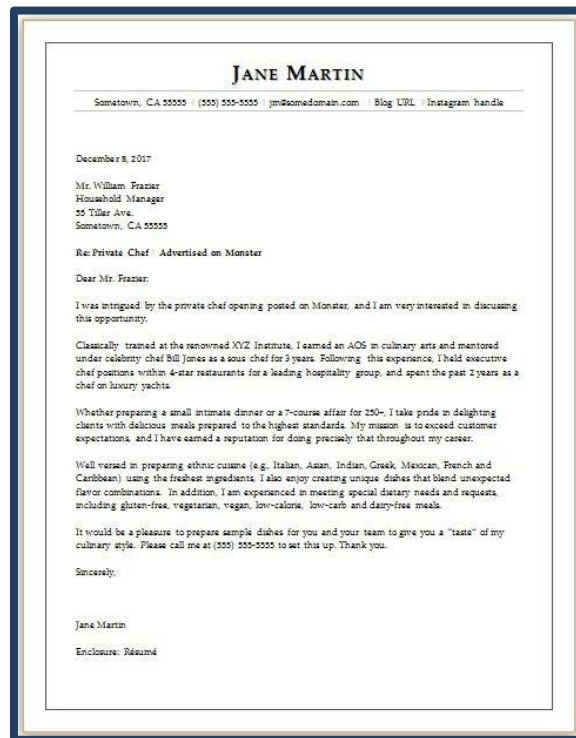 JANE MARTIN
Sometown, CA 55555 | (555) 555-5555 | jm@somedomain.com | Blog URL | Instagram handle
December 8, 2017
Mr. William Frazier
Household Manager
55 Tiller Ave.
Sometown, CA 55555
Re: Private Chef | Advertised on Monster
Dear Mr. Frazier:
I was intrigued by the private chef opening posted on Monster, and I am very interested in discussing
this opportunity.
Classically trained at the renowned XYZ Institute, I earned an AOS in culinary arts and mentored
under celebrity chef Bill Jones as a sous chef for 3 years. Following this experience, I held executive
chef positions within 4-star restaurants for a leading hospitality group, and spent the past 2 years as a
chef on luxury yachts.
Whether preparing a small intimate dinner or a 7-course affair for 250+, I take pride in delighting
clients with delicious meals prepared to the highest standards. My mission is to exceed customer
expectations, and I have earned a reputation for doing precisely that throughout my career.
Well versed in preparing ethnic cuisine (e.g., Italian, Asian, Indian, Greek, Mexican, French and
Caribbean) using the freshest ingredients, I also enjoy creating unique dishes that blend unexpected
flavor combinations. In addition, I am experienced in meeting special dietary needs and requests,
including gluten-free, vegetarian, vegan, low-calorie, low-carb and dairy-free meals.
It would be a pleasure to prepare sample dishes for you and your team to give you a "taste" of my
culinary style. Please call me at (555) 555-5555 to set this up. Thank you.
Sincerely,
Jane Martin
Enclosure: Résumé